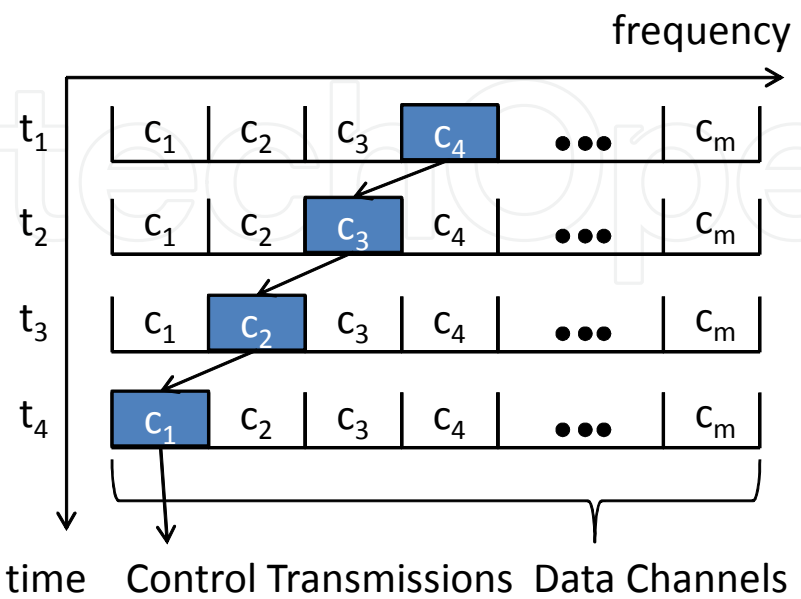 frequency
t1 c1 c2 c3 c4 ●●● cm
t2 c1 c2 c3 c4 ●●● cm
t3 c1 c2 c3 c4 ●●● cm
t4 c1 c2 c3 c4 ●●● cm
time Control Transmissions Data Channels